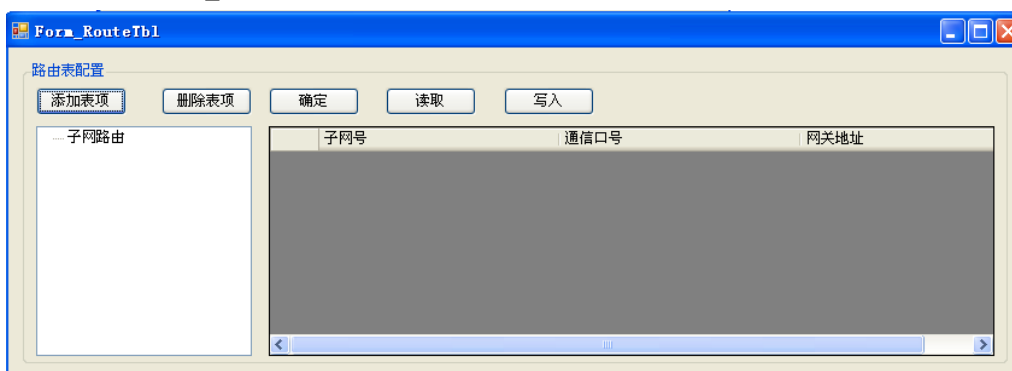 Form_RouteTbl
路由表配置
添加表项 删除表项 确定 读取 写入
子网路由 子网号 通信口号 网关地址